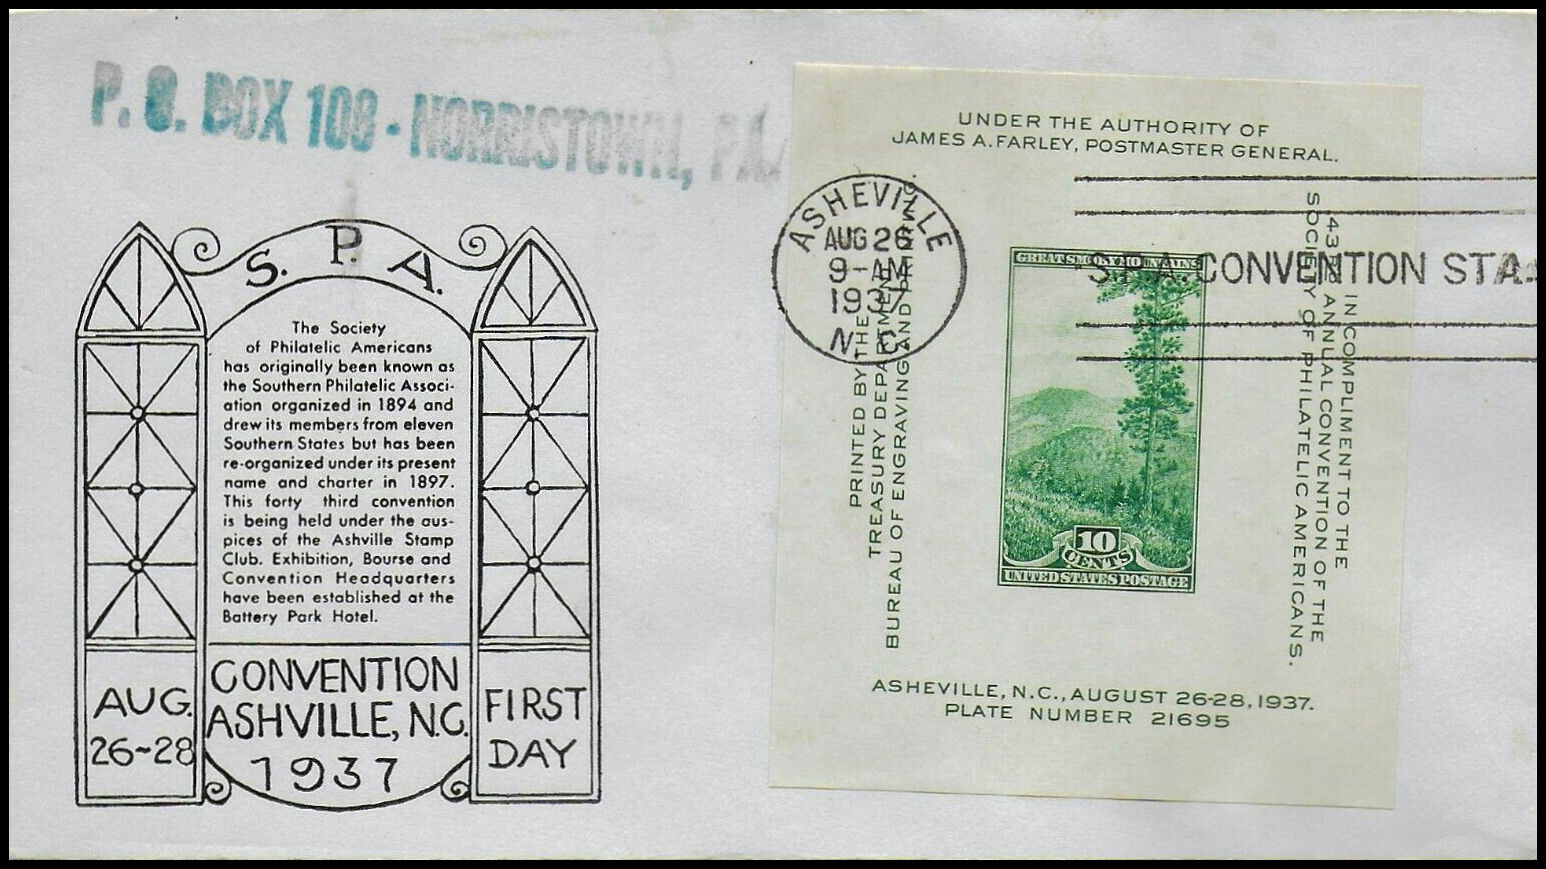 P. O. BOX 108 - NORRISTOWN, PA.
S. P. A.
The Society
of Philatelic Americans
has originally been known as
the Southern Philatelic Associ-
ation organized in 1894 and
drew its members from eleven
Southern States but has been
re-organized under its present
name and charter in 1897.
This forty third convention
is being held under the aus-
pices of the Ashville Stamp
Club. Exhibition, Bourse and
Convention Headquarters
have been established at the
Battery Park Hotel.
AUG.
26~28
CONVENTION
ASHVILLE, N.C.
1937
FIRST
DAY
UNDER THE AUTHORITY OF
JAMES A. FARLEY, POSTMASTER GENERAL.
PRINTED BY THE
TREASURY DEPARTMENT,
BUREAU OF ENGRAVING AND PRINTING.
ASHEVILLE
AUG 26
9-AM
1937
N.C.
S.P.A. CONVENTION STA.
GREAT SMOKY MOUNTAINS
10
CENTS
UNITED STATES POSTAGE
IN COMPLIMENT TO THE
43RD ANNUAL CONVENTION OF THE
SOCIETY OF PHILATELIC AMERICANS.
ASHEVILLE, N.C., AUGUST 26-28, 1937.
PLATE NUMBER 21695